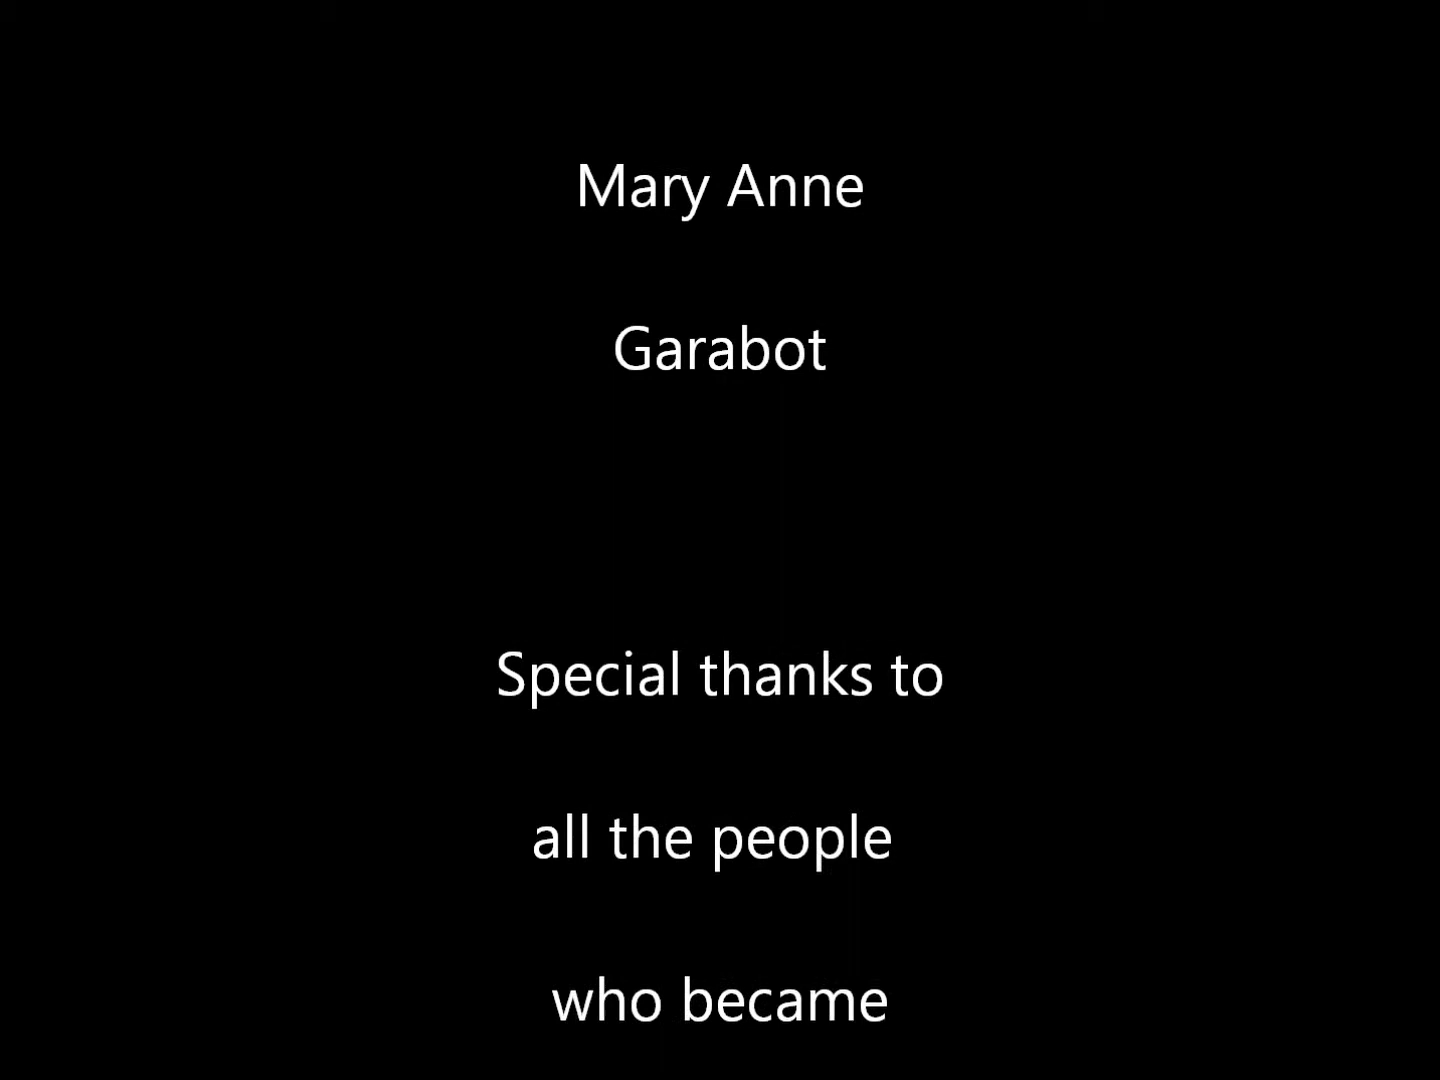 Mary Anne
Garabot
Special thanks to
all the people
who became